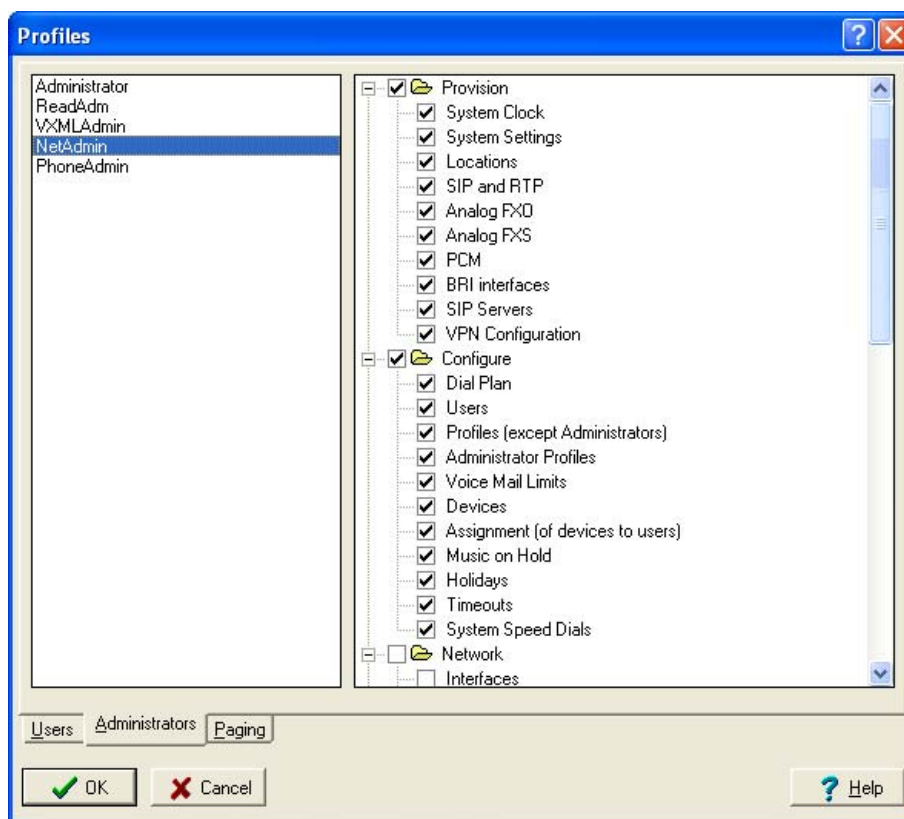 Profiles
Administrator
ReadAdm
VXMLAdmin
NetAdmin
PhoneAdmin
Provision
System Clock
System Settings
Locations
SIP and RTP
Analog FXO
Analog FXS
PCM
BRI interfaces
SIP Servers
VPN Configuration
Configure
Dial Plan
Users
Profiles (except Administrators)
Administrator Profiles
Voice Mail Limits
Devices
Assignment (of devices to users)
Music on Hold
Holidays
Timeouts
System Speed Dials
Network
Interfaces
Users Administrators Paging
OK Cancel Help